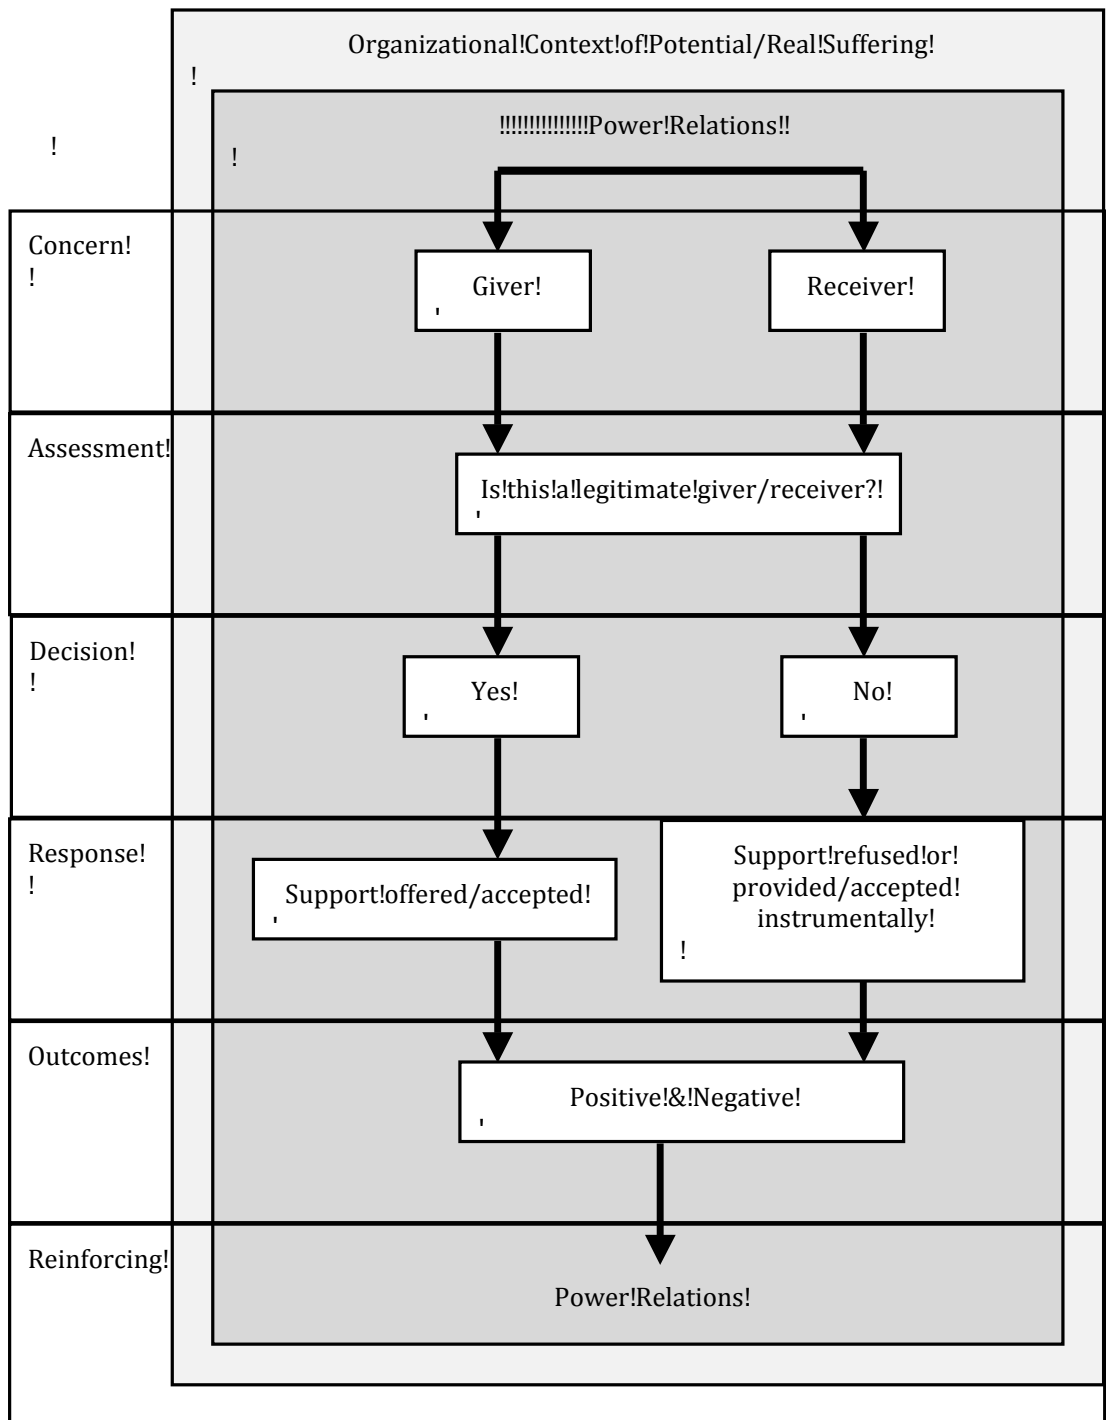 Organizational!Context!of!Potential/Real!Suffering!
!
!!!!!!!!!!!!!!!Power!Relations!!
!
!
Concern!
!
Giver!
'
Receiver!
Assessment!
Is!this!a!legitimate!giver/receiver?!
'
Decision!
!
Yes!
'
No!
'
Response!
!
Support!offered/accepted!
'
Support!refused!or!
provided/accepted!
instrumentally!
!
Outcomes!
Positive!&!Negative!
'
Reinforcing!
Power!Relations!